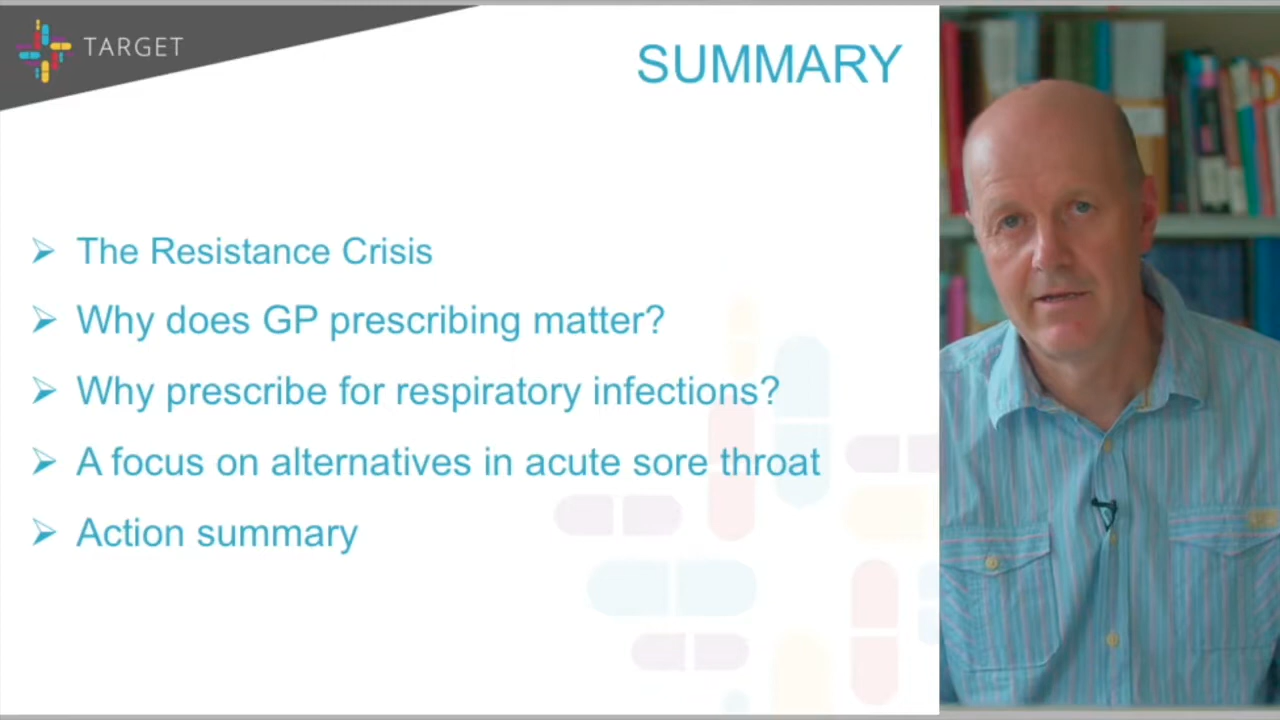 TARGET
SUMMARY
The Resistance Crisis
Why does GP prescribing matter?
Why prescribe for respiratory infections?
A focus on alternatives in acute sore throat
Action summary